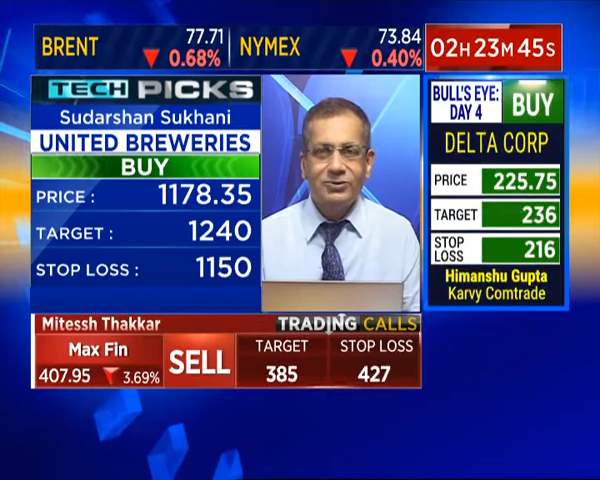 BRENT 77.71 0.68%
NYMEX 73.84 0.40%
02H 23M 45S
TECH PICKS
Sudarshan Sukhani
UNITED BREWERIES
BUY
PRICE : 1178.35
TARGET : 1240
STOP LOSS : 1150
BULL'S EYE: DAY 4 BUY
DELTA CORP
PRICE 225.75
TARGET 236
STOP LOSS 216
Himanshu Gupta
Karvy Comtrade
Mitessh Thakkar TRADING CALLS
Max Fin SELL TARGET STOP LOSS
407.95 3.69% 385 427